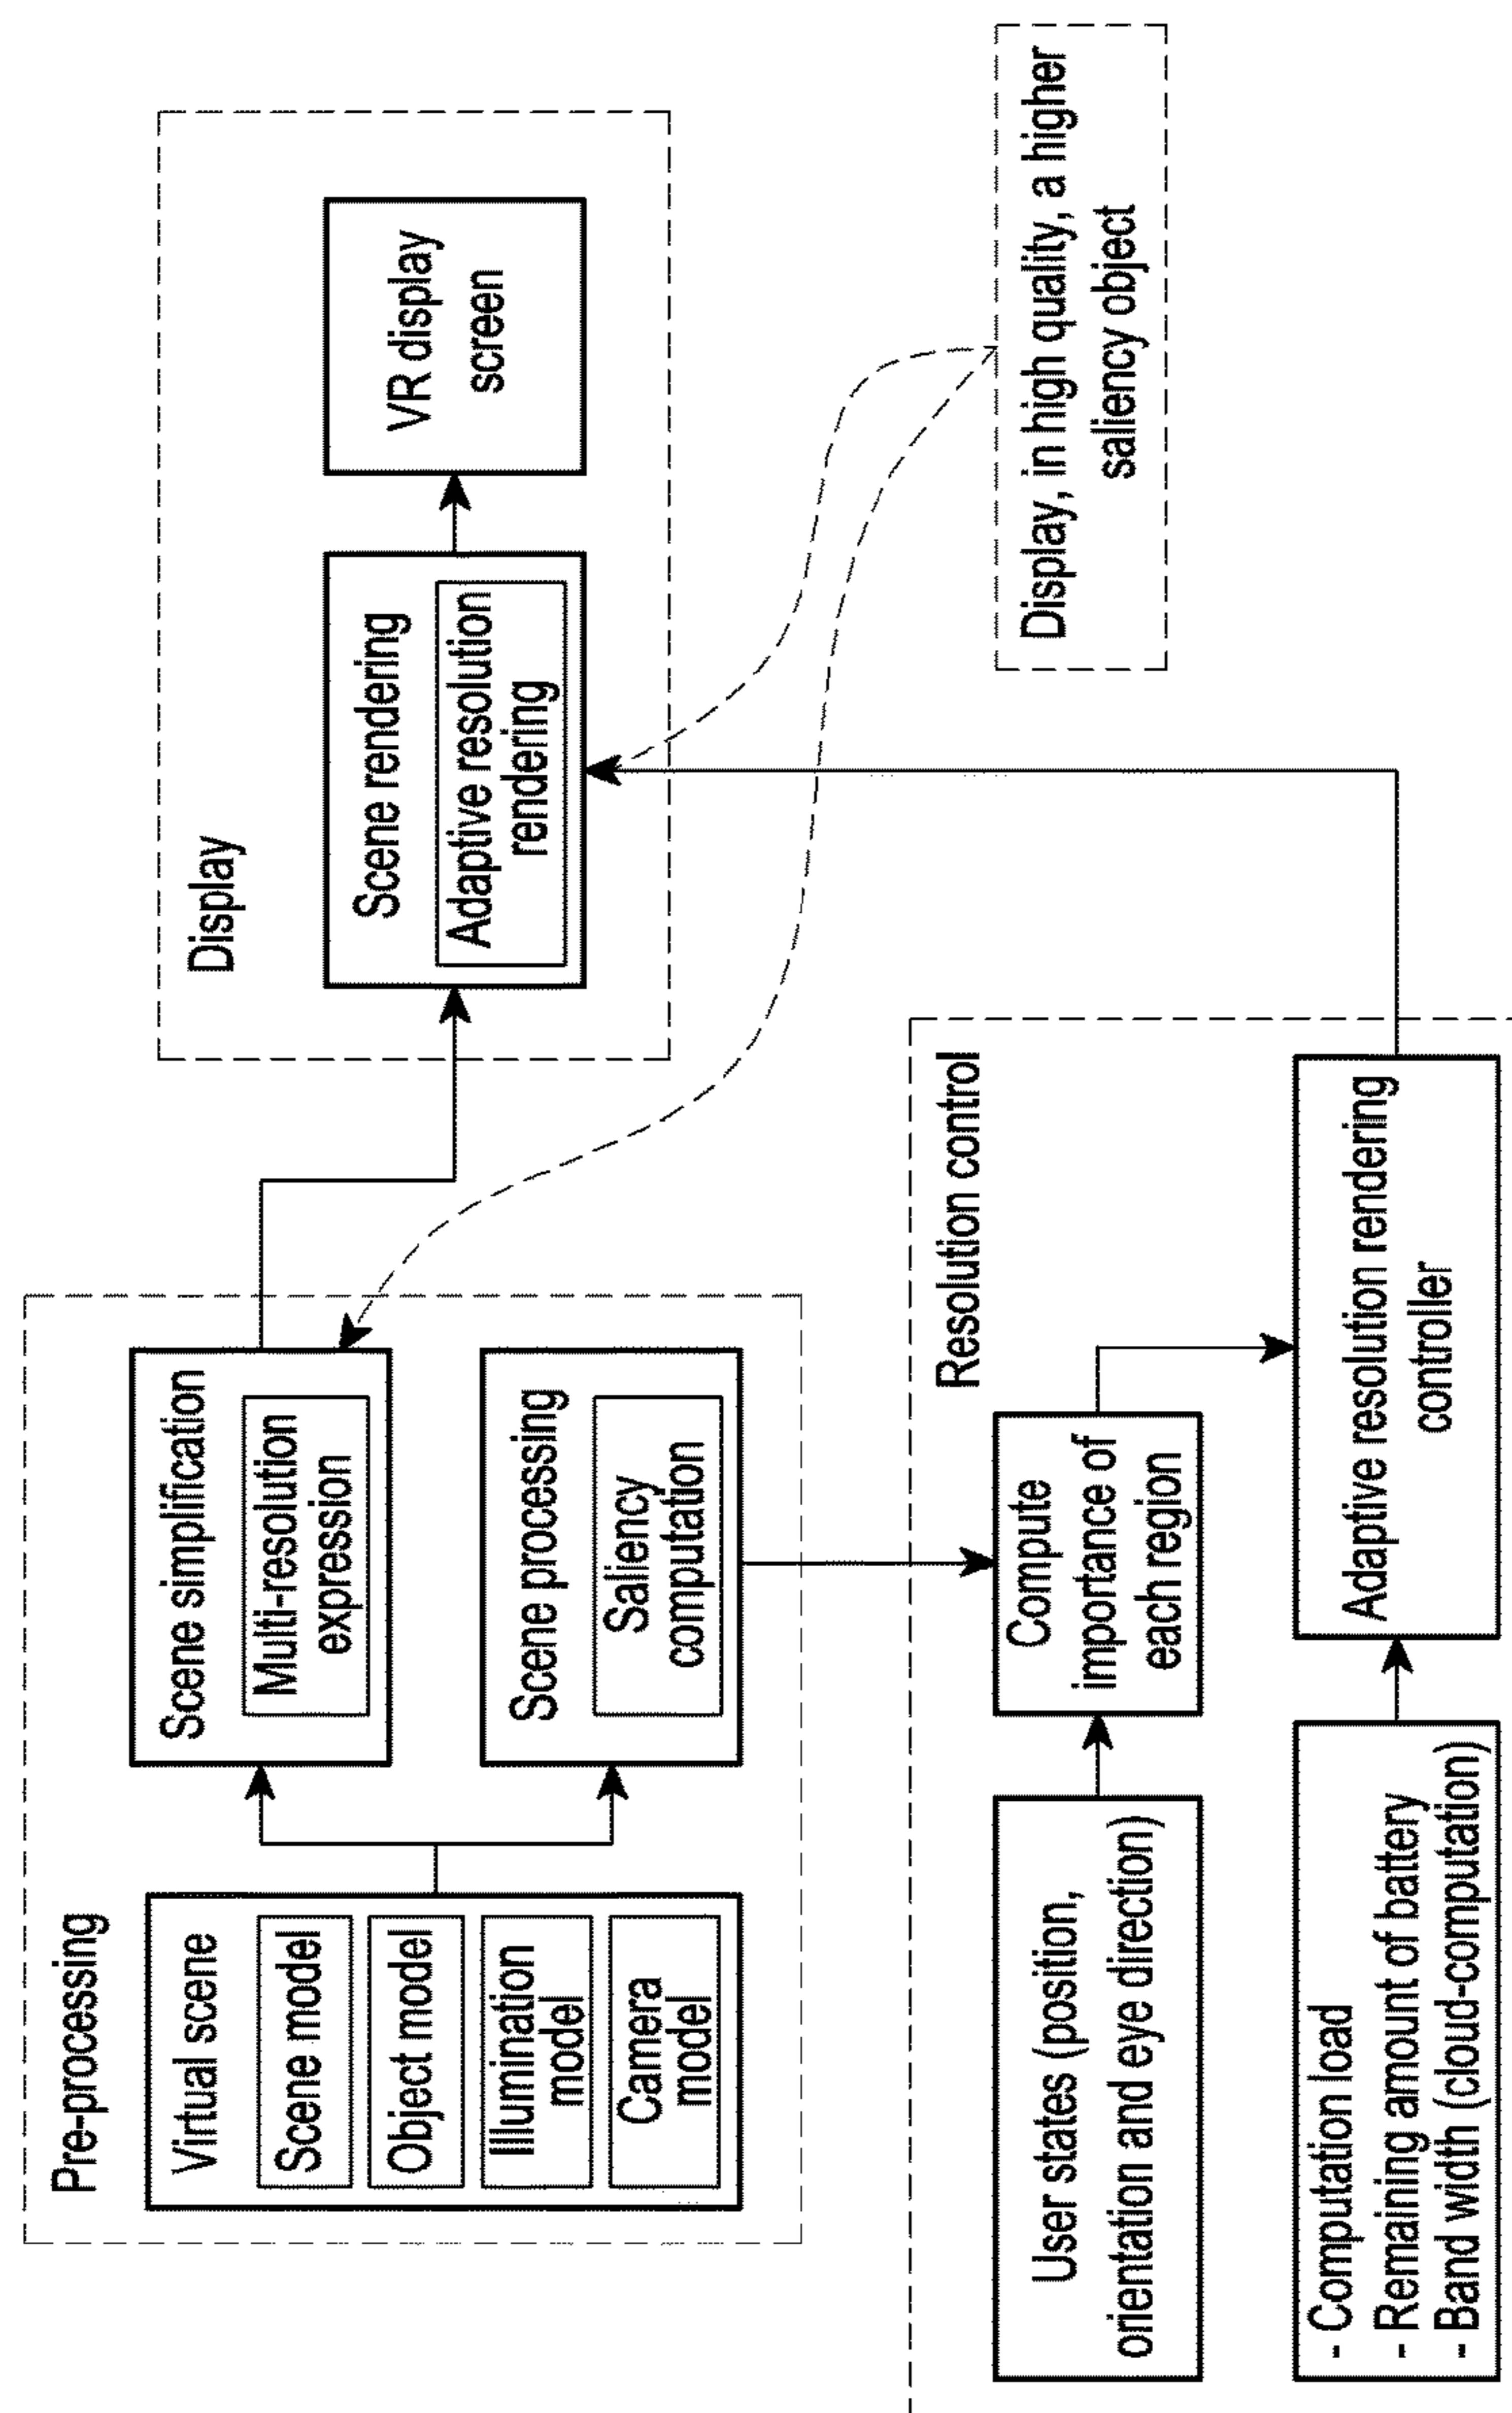 Pre-processing
Virtual scene
Scene model
Object model
Illumination
model
Camera
model
Scene simplification
Multi-resolution
expression
Scene processing
Saliency
computation
Display
Scene rendering
Adaptive resolution
rendering
VR display
screen
Resolution control
User states (position,
orientation and eye direction)
Compute
importance of
each region
- Computation load
- Remaining amount of battery
- Band width (cloud-computation)
Adaptive resolution rendering
controller
Display, in high quality, a higher
saliency object